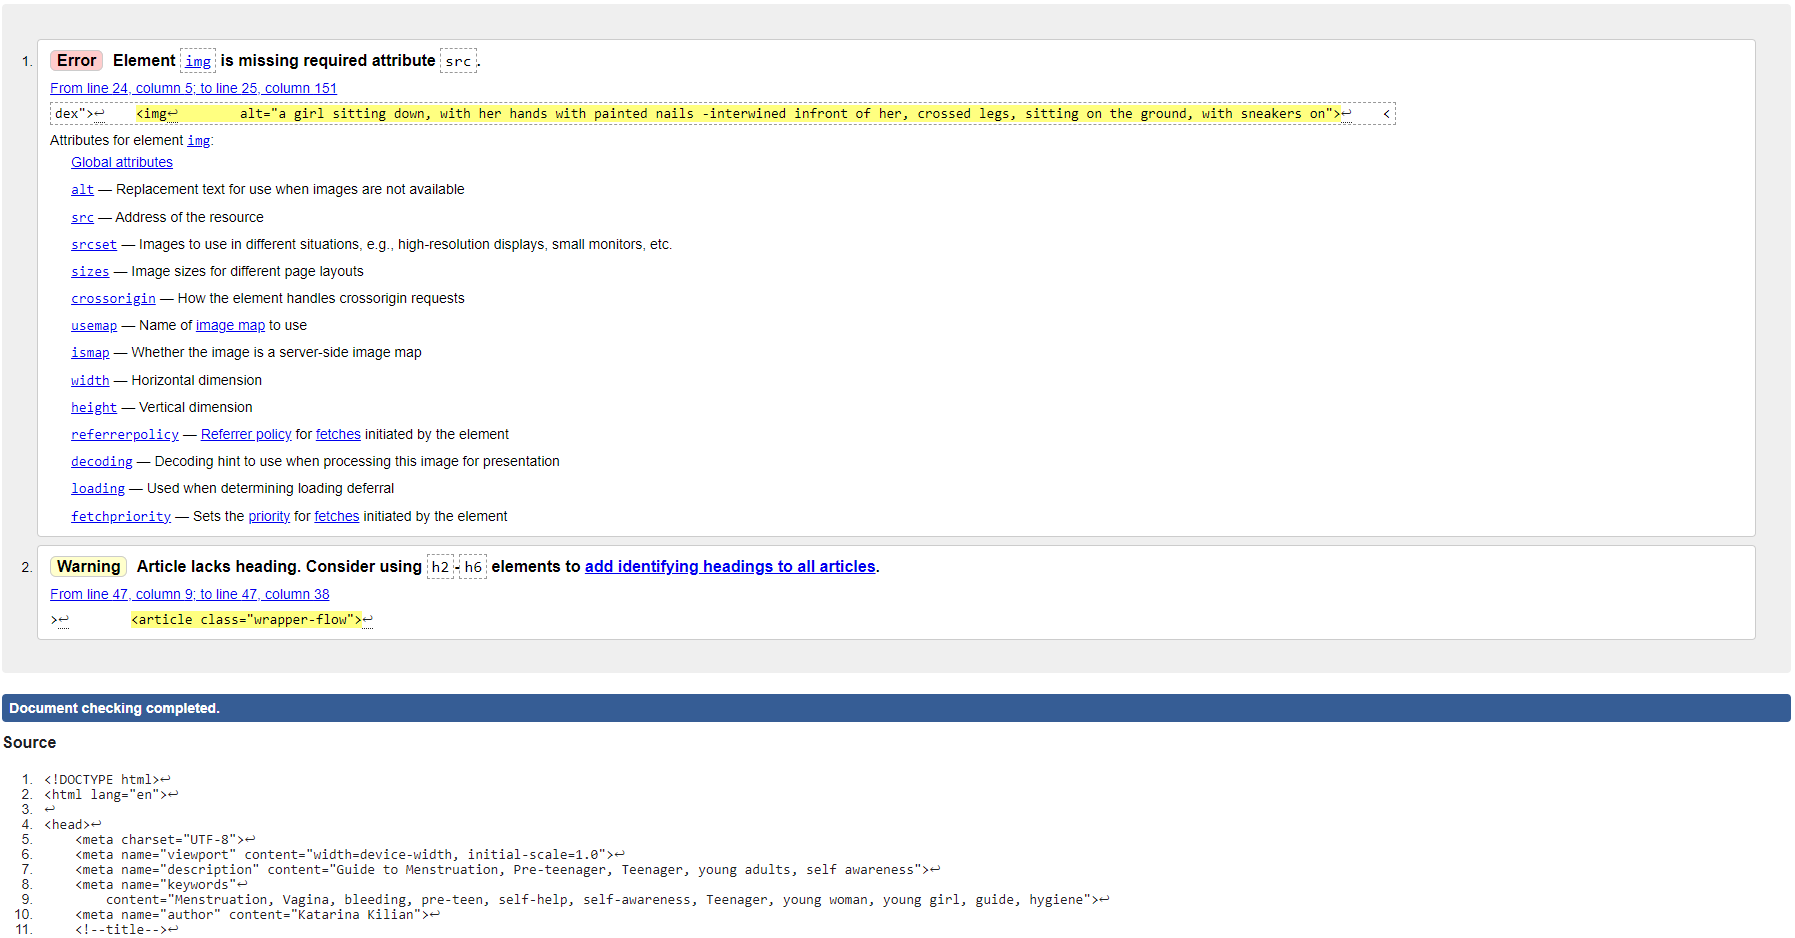 1. Error Element img is missing required attribute src.
From line 24, column 5; to line 25, column 151
dex">↩    <img↩        alt="a girl sitting down, with her hands with painted nails -interwined infront of her, crossed legs, sitting on the ground, with sneakers on">↩    <
Attributes for element img:
Global attributes
alt — Replacement text for use when images are not available
src — Address of the resource
srcset — Images to use in different situations, e.g., high-resolution displays, small monitors, etc.
sizes — Image sizes for different page layouts
crossorigin — How the element handles crossorigin requests
usemap — Name of image map to use
ismap — Whether the image is a server-side image map
width — Horizontal dimension
height — Vertical dimension
referrerpolicy — Referrer policy for fetches initiated by the element
decoding — Decoding hint to use when processing this image for presentation
loading — Used when determining loading deferral
fetchpriority — Sets the priority for fetches initiated by the element
2. Warning Article lacks heading. Consider using h2-h6 elements to add identifying headings to all articles.
From line 47, column 9; to line 47, column 38
>↩        <article class="wrapper-flow">↩
Document checking completed.
Source
1. <!DOCTYPE html>↩
2. <html lang="en">↩
3. ↩
4. <head>↩
5.     <meta charset="UTF-8">↩
6.     <meta name="viewport" content="width=device-width, initial-scale=1.0">↩
7.     <meta name="description" content="Guide to Menstruation, Pre-teenager, Teenager, young adults, self awareness">↩
8.     <meta name="keywords"↩
9.         content="Menstruation, Vagina, bleeding, pre-teen, self-help, self-awareness, Teenager, young woman, young girl, guide, hygiene">↩
10.     <meta name="author" content="Katarina Kilian">↩
11.     <!--title-->↩